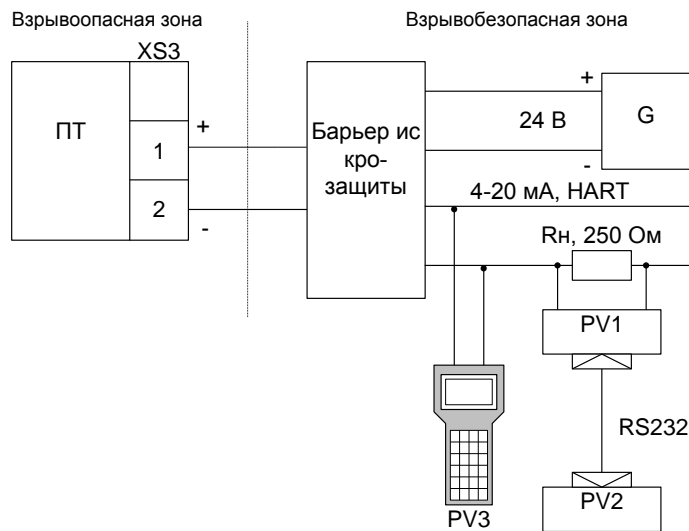 Взрывоопасная зона
Взрывобезопасная зона
XS3
ПТ
1
2
+
-
Барьер ис
кро-
защиты
+
24 В
-
G
4-20 мА, HART
Rн, 250 Ом
PV1
RS232
PV2
PV3